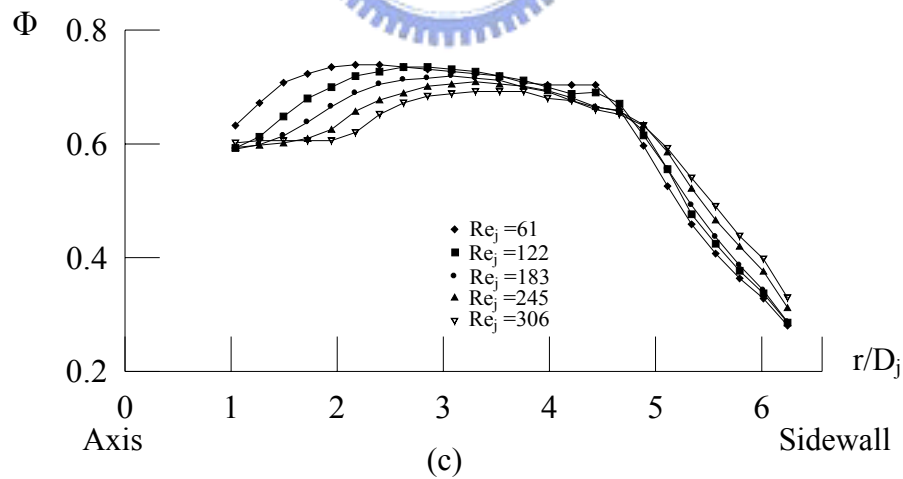 Φ
0.8
0.6
0.4
0.2
Re_j =61
Re_j =122
Re_j =183
Re_j =245
Re_j =306
r/D_j
0 1 2 3 4 5 6
Axis
Sidewall
(c)